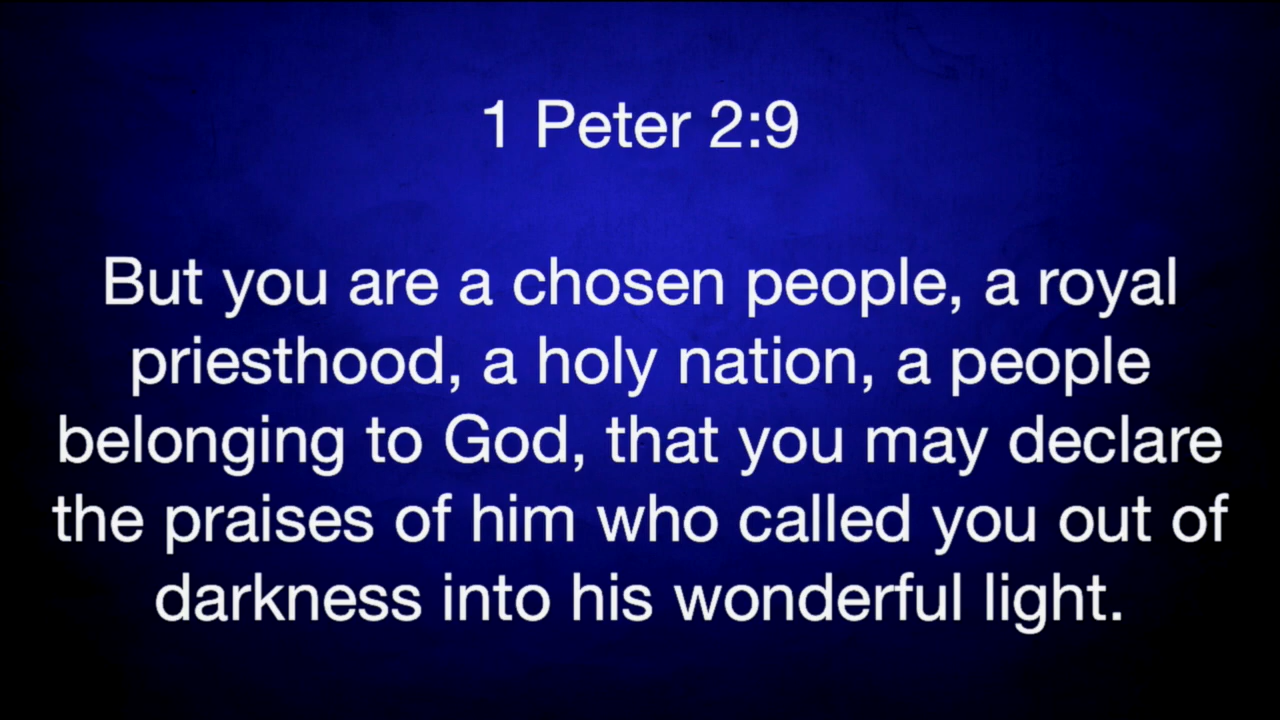 1 Peter 2:9
But you are a chosen people, a royal
priesthood, a holy nation, a people
belonging to God, that you may declare
the praises of him who called you out of
darkness into his wonderful light.